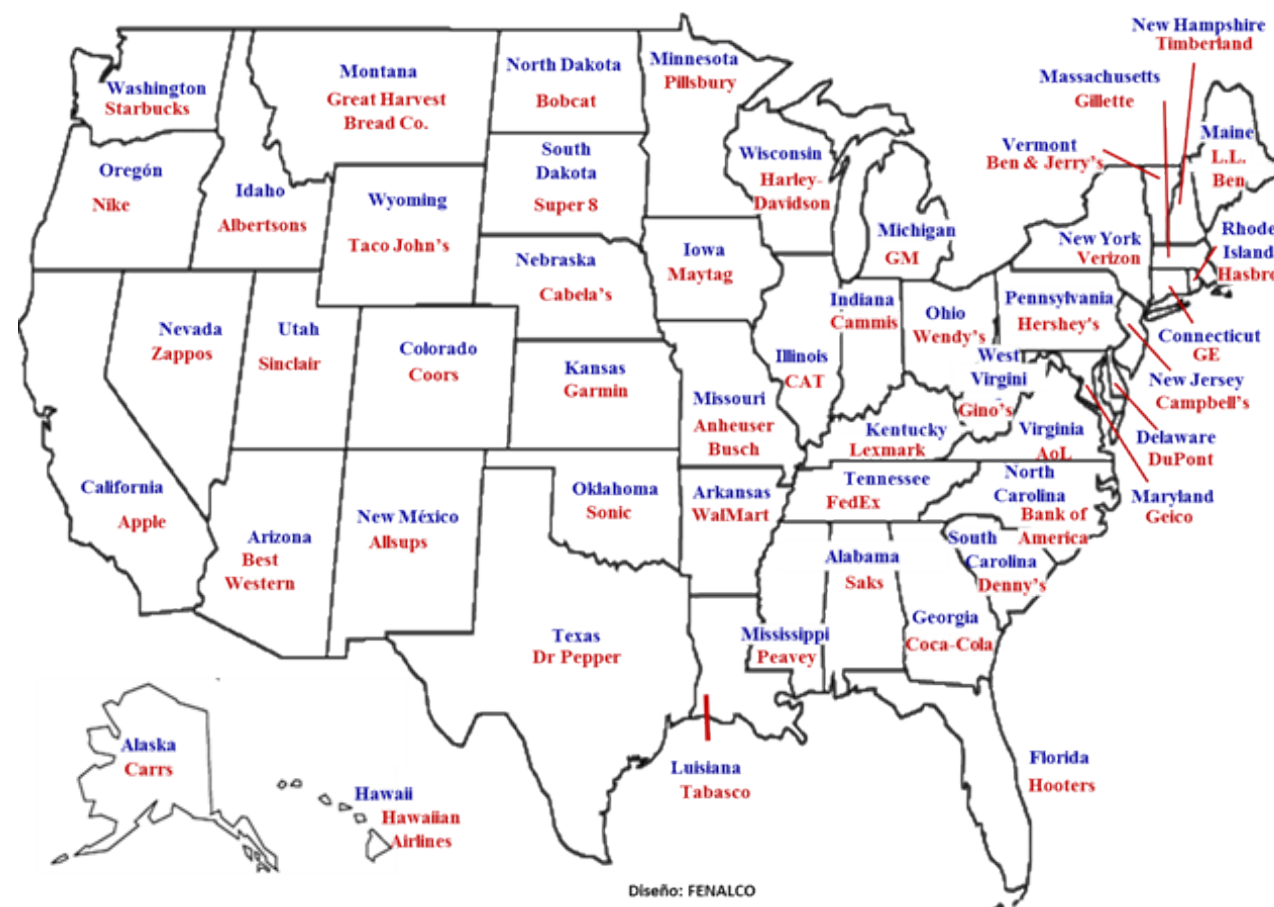 New Hampshire
Timberland
Massachusetts
Gillette
Vermont
Ben & Jerry's
Maine
L.L.
Ben
Washington
Starbucks
Montana
Great Harvest
Bread Co.
North Dakota
Bobcat
Minnesota
Pillsbury
Oregón
Nike
Idaho
Albertsons
Wyoming
Taco John's
South
Dakota
Super 8
Wisconsin
Harley-
Davidson
Michigan
GM
New York
Verizon
Rhode
Island
Hasbro
Nebraska
Cabela's
Iowa
Maytag
Nevada
Zappos
Utah
Sinclair
Colorado
Coors
Kansas
Garmin
Illinois
CAT
Indiana
Cammis
Ohio
Wendy's
Pennsylvania
Hershey's
Connecticut
GE
New Jersey
Campbell's
West
Virgini
Gino's
Missouri
Anheuser
Busch
Kentucky
Lexmark
Virginia
AoL
Delaware
DuPont
Maryland
Geico
California
Apple
Arizona
Best
Western
New México
Allsups
Oklahoma
Sonic
Arkansas
WalMart
Tennessee
FedEx
North
Carolina
Bank of
America
South
Carolina
Denny's
Alabama
Saks
Georgia
Coca-Cola
Texas
Dr Pepper
Mississippi
Peavey
Luisiana
Tabasco
Florida
Hooters
Alaska
Carrs
Hawaii
Hawaiian
Airlines
Diseño: FENALCO